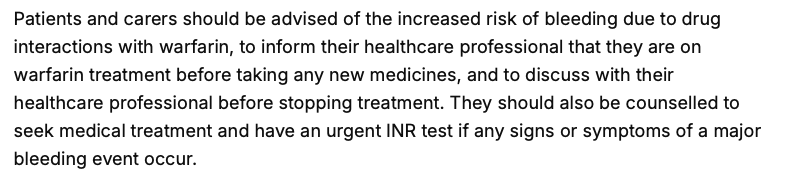 Patients and carers should be advised of the increased risk of bleeding due to drug
interactions with warfarin, to inform their healthcare professional that they are on
warfarin treatment before taking any new medicines, and to discuss with their
healthcare professional before stopping treatment. They should also be counselled to
seek medical treatment and have an urgent INR test if any signs or symptoms of a major
bleeding event occur.